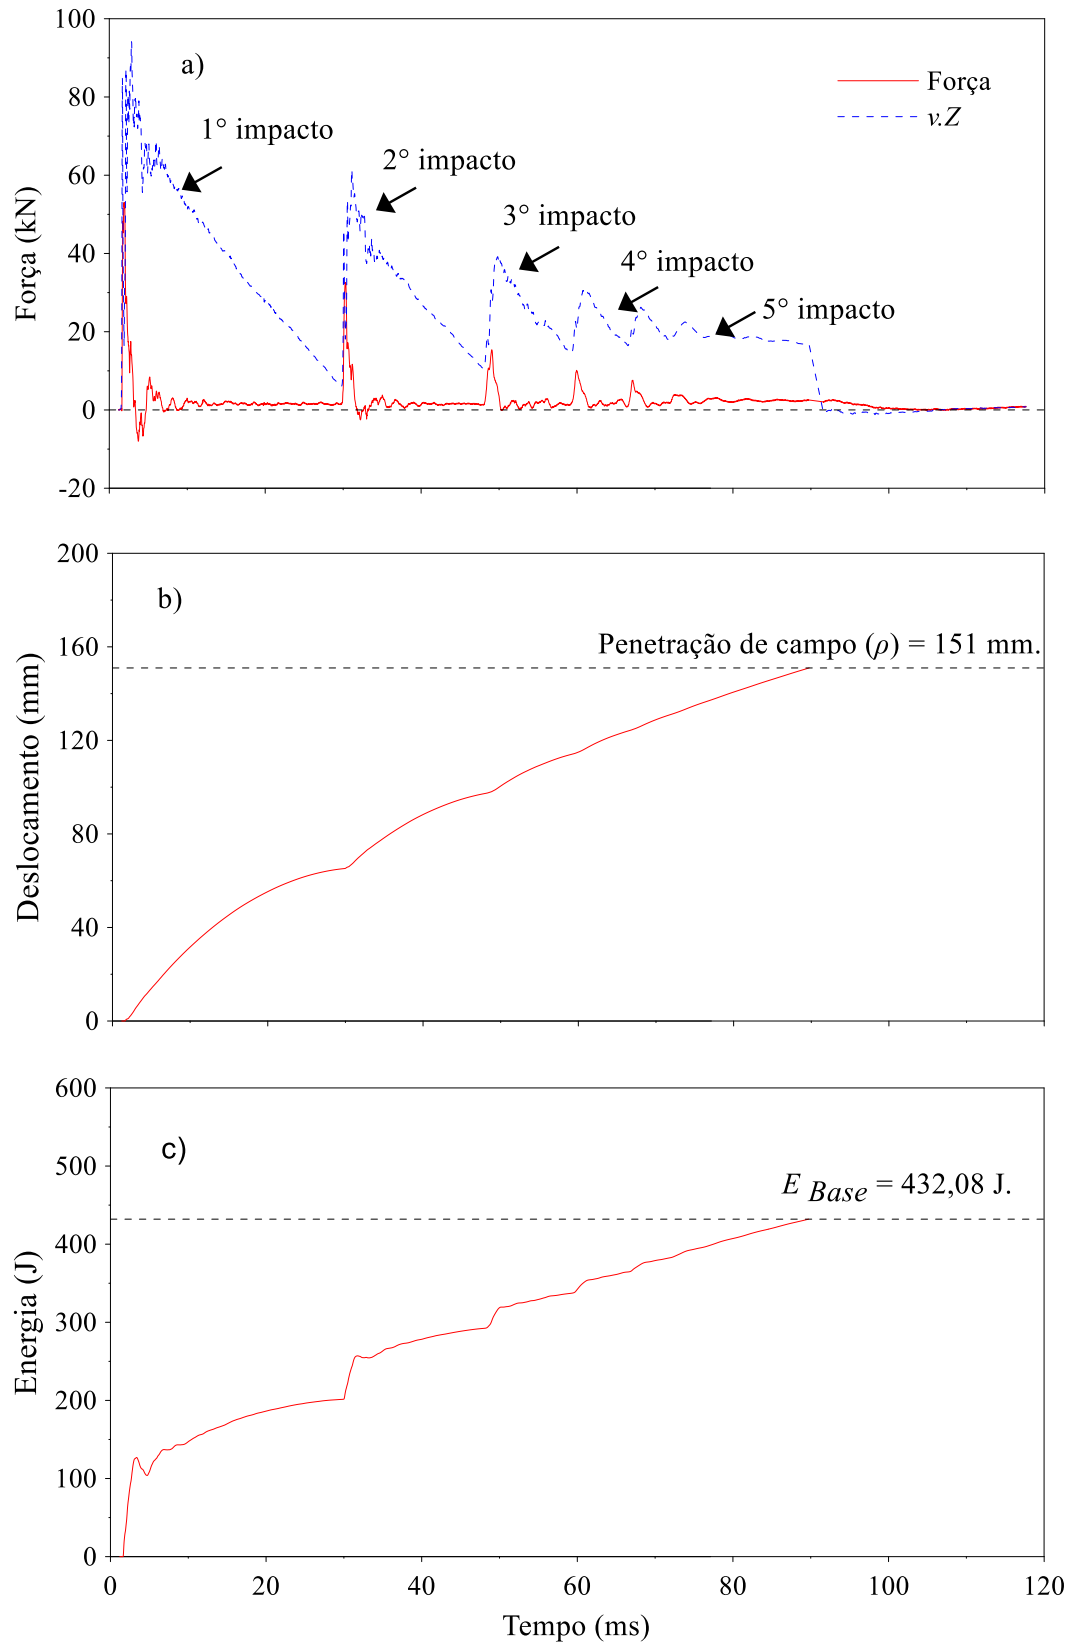 100
80
60
40
20
0
-20
Força (kN)
a)
Força
v.Z
1° impacto
2° impacto
3° impacto
4° impacto
5° impacto
200
160
120
80
40
0
Deslocamento (mm)
b)
Penetração de campo (ρ) = 151 mm.
600
500
400
300
200
100
0
Energia (J)
c)
E Base = 432,08 J.
0 20 40 60 80 100 120
Tempo (ms)